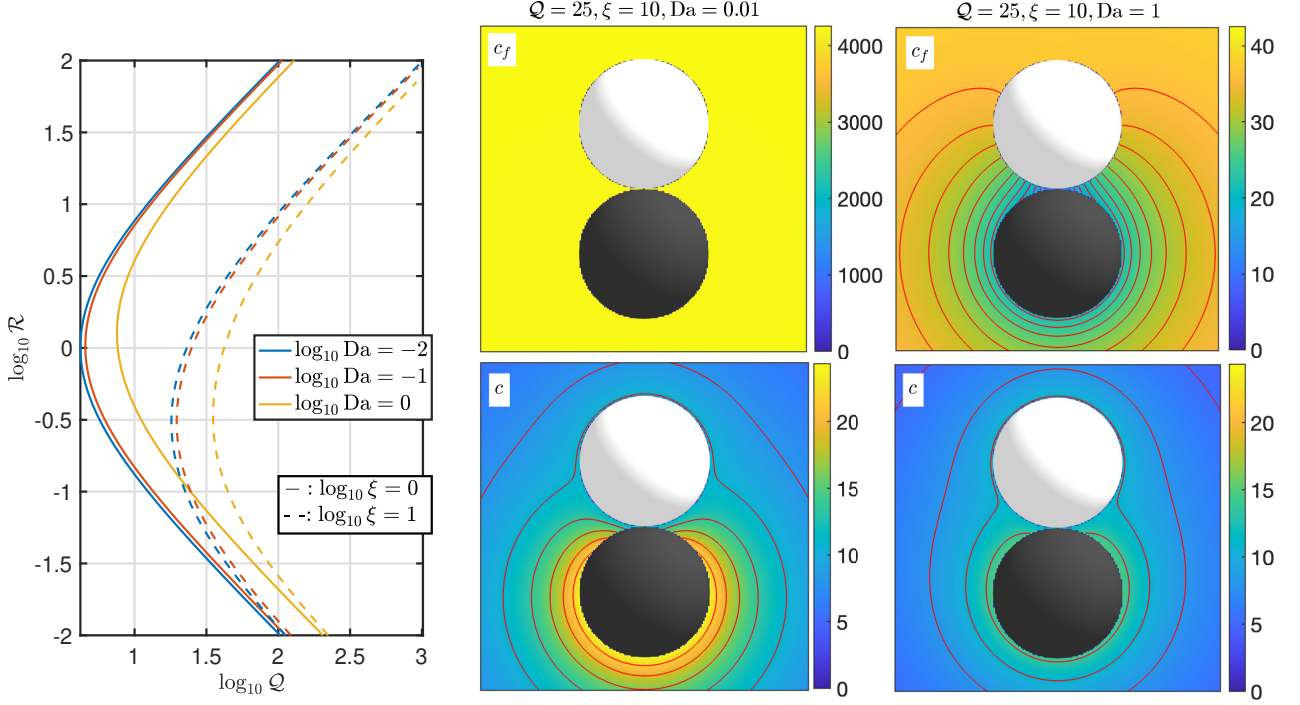 2
1.5
1
0.5
0
-0.5
-1
-1.5
-2
log₁₀ ℛ
1 1.5 2 2.5 3
log₁₀ 𝒬
log₁₀ Da = −2
log₁₀ Da = −1
log₁₀ Da = 0
− : log₁₀ ξ = 0
− − : log₁₀ ξ = 1
𝒬 = 25, ξ = 10, Da = 0.01
c_f
4000
3000
2000
1000
0
𝒬 = 25, ξ = 10, Da = 1
c_f
40
30
20
10
0
c
20
15
10
5
0
c
20
15
10
5
0